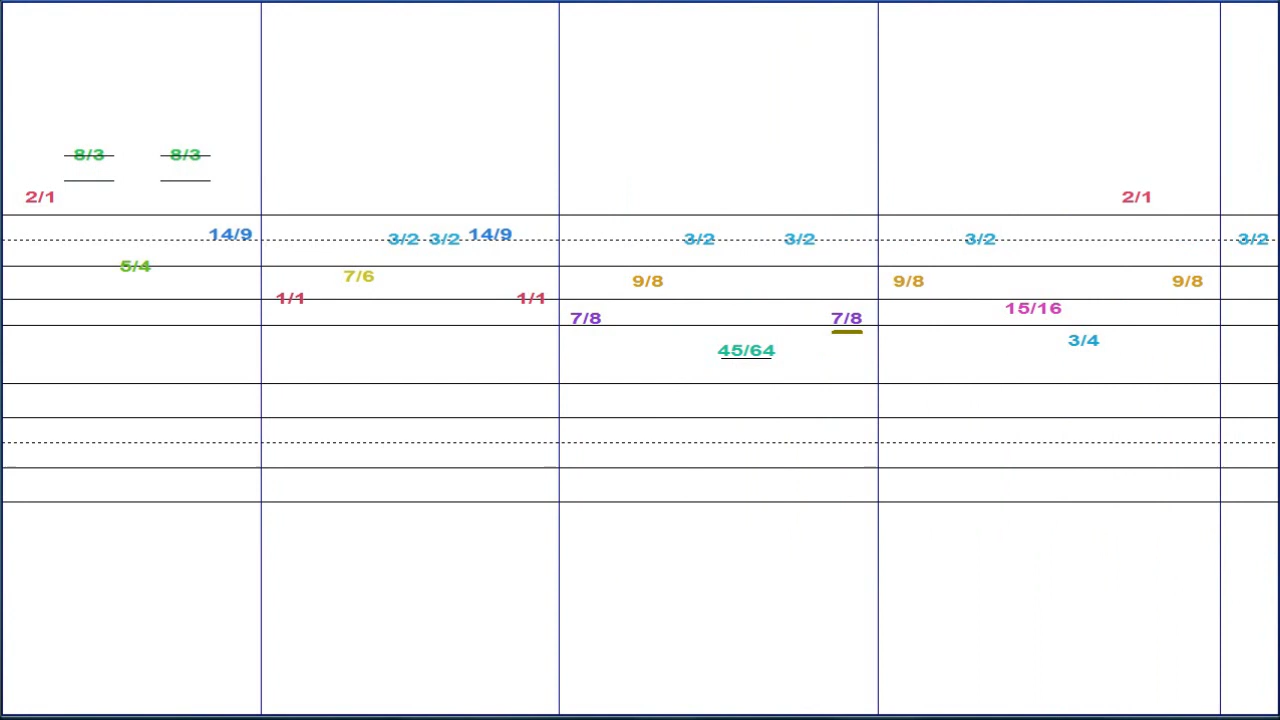 8/3 8/3
2/1 2/1
14/9 3/2 3/2 14/9 3/2 3/2 3/2 3/2
5/4 7/6 9/8 9/8 9/8
1/1 1/1
7/8 7/8 15/16
45/64 3/4